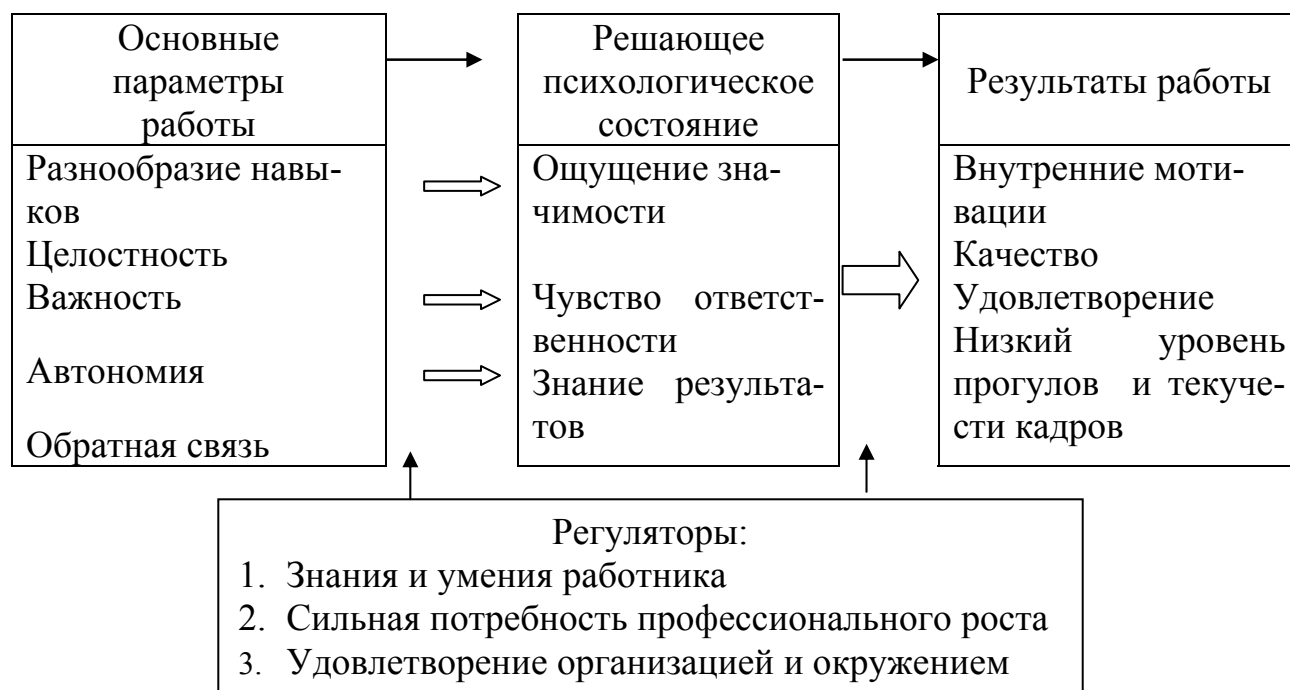 Основные
параметры
работы
Решающее
психологическое
состояние
Результаты работы
Разнообразие навы-
ков
Целостность
Важность
Автономия
Обратная связь
Ощущение зна-
чимости
Чувство ответст-
венности
Знание результа-
тов
Внутренние моти-
вации
Качество
Удовлетворение
Низкий уровень
прогулов и текуче-
сти кадров
Регуляторы:
1. Знания и умения работника
2. Сильная потребность профессионального роста
3. Удовлетворение организацией и окружением